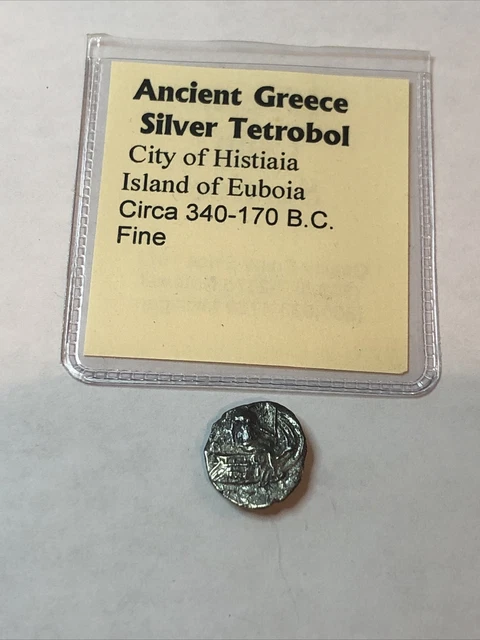 Ancient Greece
Silver Tetrobol
City of Histiaia
Island of Euboia
Circa 340-170 B.C.
Fine